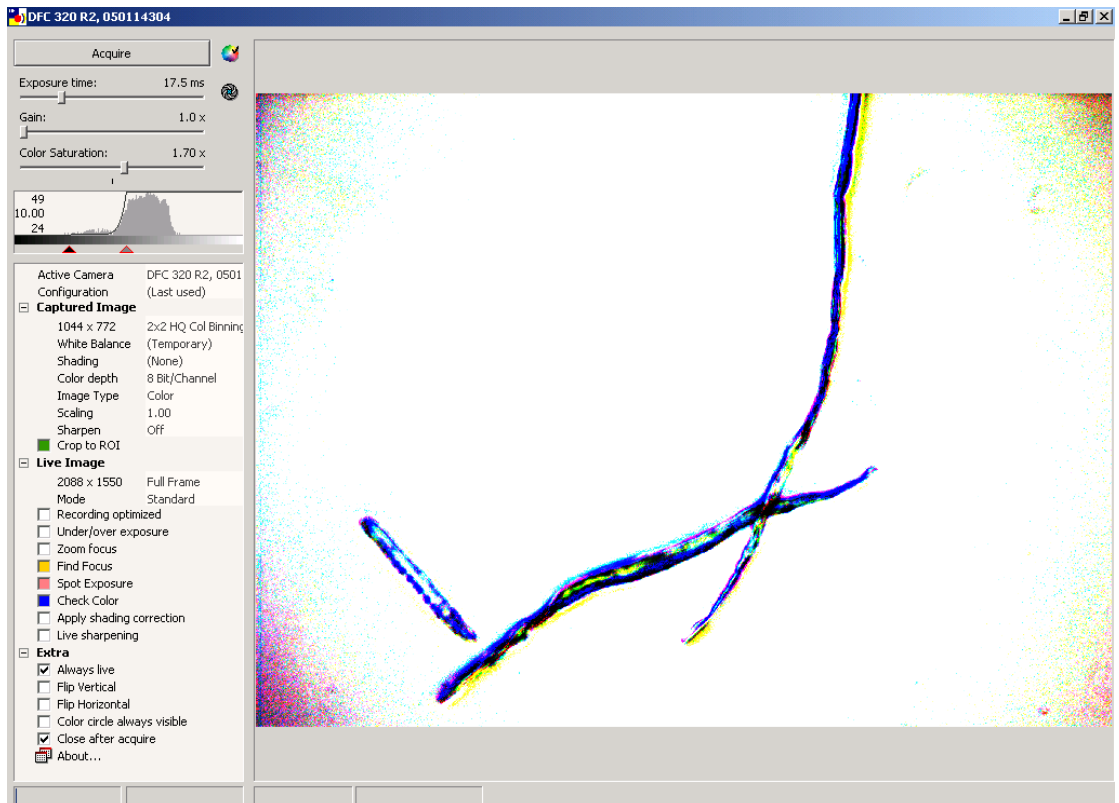 DFC 320 R2, 050114304
Acquire
Exposure time: 17.5 ms
Gain: 1.0 x
Color Saturation: 1.70 x
49
10.00
24
Active Camera DFC 320 R2, 0501
Configuration (Last used)
Captured Image
1044 x 772 2x2 HQ Col Binning
White Balance (Temporary)
Shading (None)
Color depth 8 Bit/Channel
Image Type Color
Scaling 1.00
Sharpen Off
Crop to ROI
Live Image
2088 x 1550 Full Frame
Mode Standard
Recording optimized
Under/over exposure
Zoom focus
Find Focus
Spot Exposure
Check Color
Apply shading correction
Live sharpening
Extra
Always live
Flip Vertical
Flip Horizontal
Color circle always visible
Close after acquire
About...